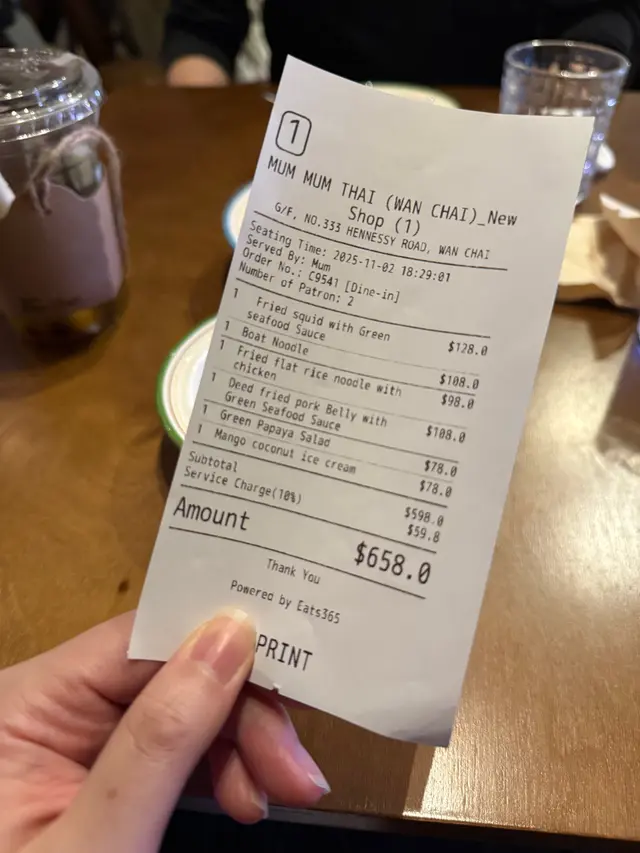 1
MUM MUM THAI (WAN CHAI)_New
Shop (1)
G/F, NO.333 HENNESSY ROAD, WAN CHAI
Seating Time: 2025-11-02 18:29:01
Served By: Mum
Order No.: C9541 [Dine-in]
Number of Patron: 2
1 Fried squid with Green $128.0
seafood Sauce
1 Boat Noodle $108.0
1 Fried flat rice noodle with $98.0
chicken
1 Deed fried pork Belly with $108.0
Green Seafood Sauce
1 Green Papaya Salad $78.0
1 Mango coconut ice cream $78.0
Subtotal $598.0
Service Charge(10%) $59.8
Amount $658.0
Thank You
Powered by Eats365
PRINT